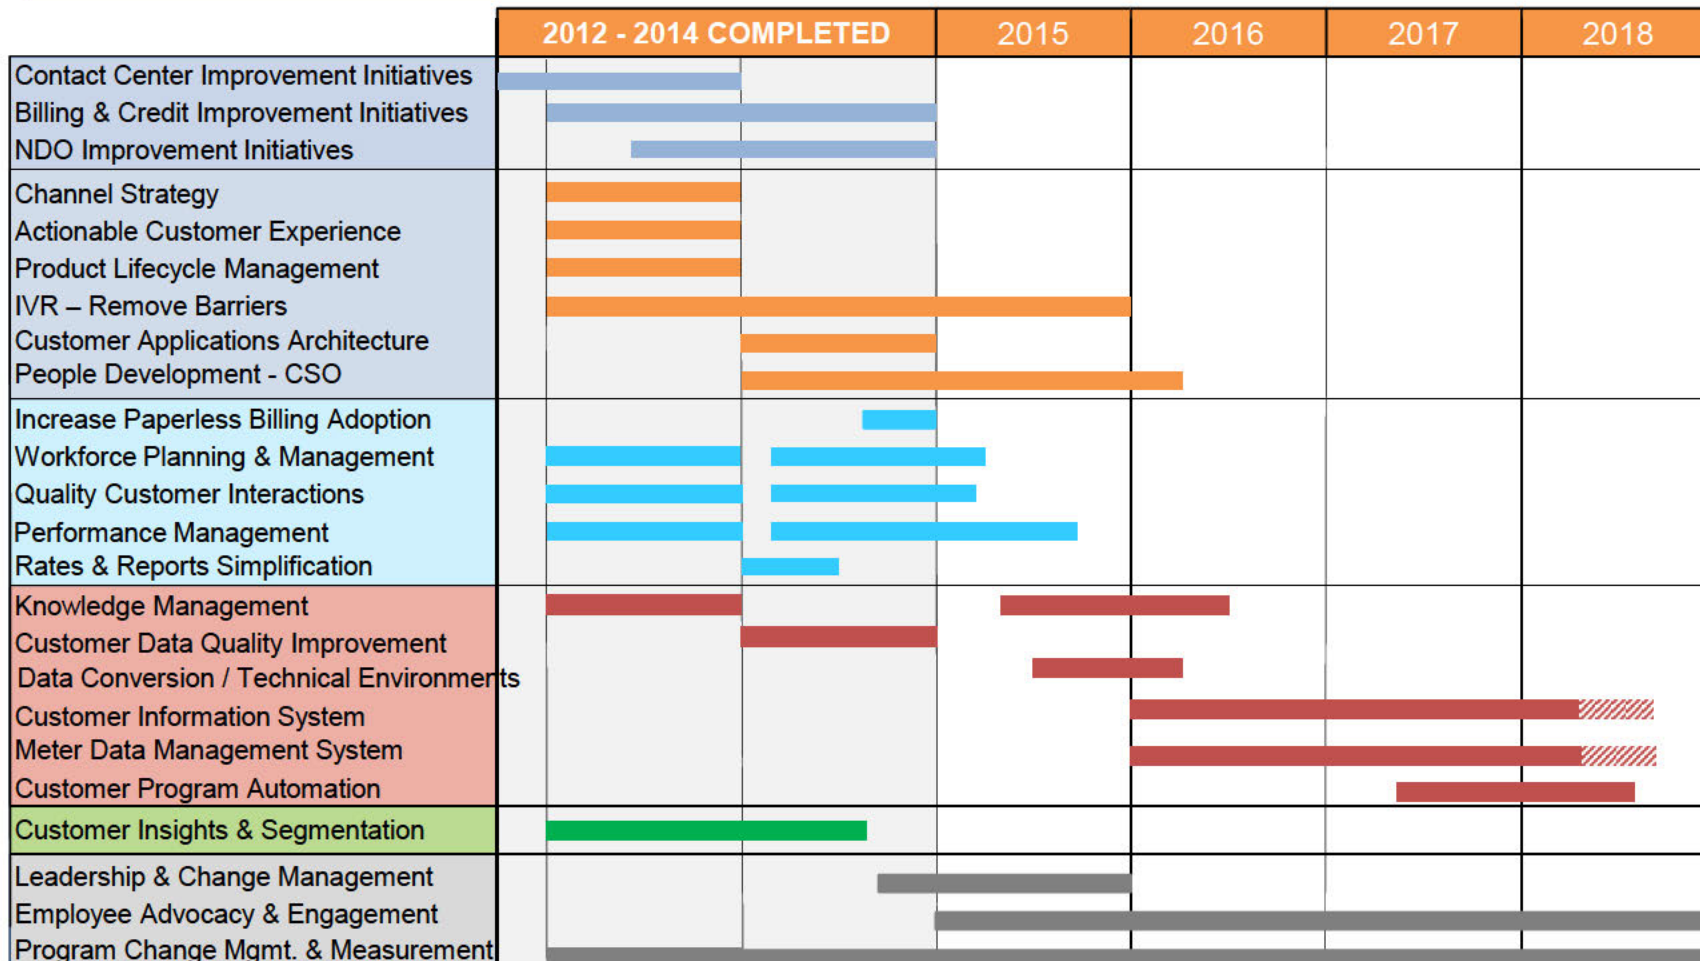 2012 - 2014 COMPLETED 2015 2016 2017 2018
Contact Center Improvement Initiatives
Billing & Credit Improvement Initiatives
NDO Improvement Initiatives
Channel Strategy
Actionable Customer Experience
Product Lifecycle Management
IVR – Remove Barriers
Customer Applications Architecture
People Development - CSO
Increase Paperless Billing Adoption
Workforce Planning & Management
Quality Customer Interactions
Performance Management
Rates & Reports Simplification
Knowledge Management
Customer Data Quality Improvement
Data Conversion / Technical Environments
Customer Information System
Meter Data Management System
Customer Program Automation
Customer Insights & Segmentation
Leadership & Change Management
Employee Advocacy & Engagement
Program Change Mgmt. & Measurement